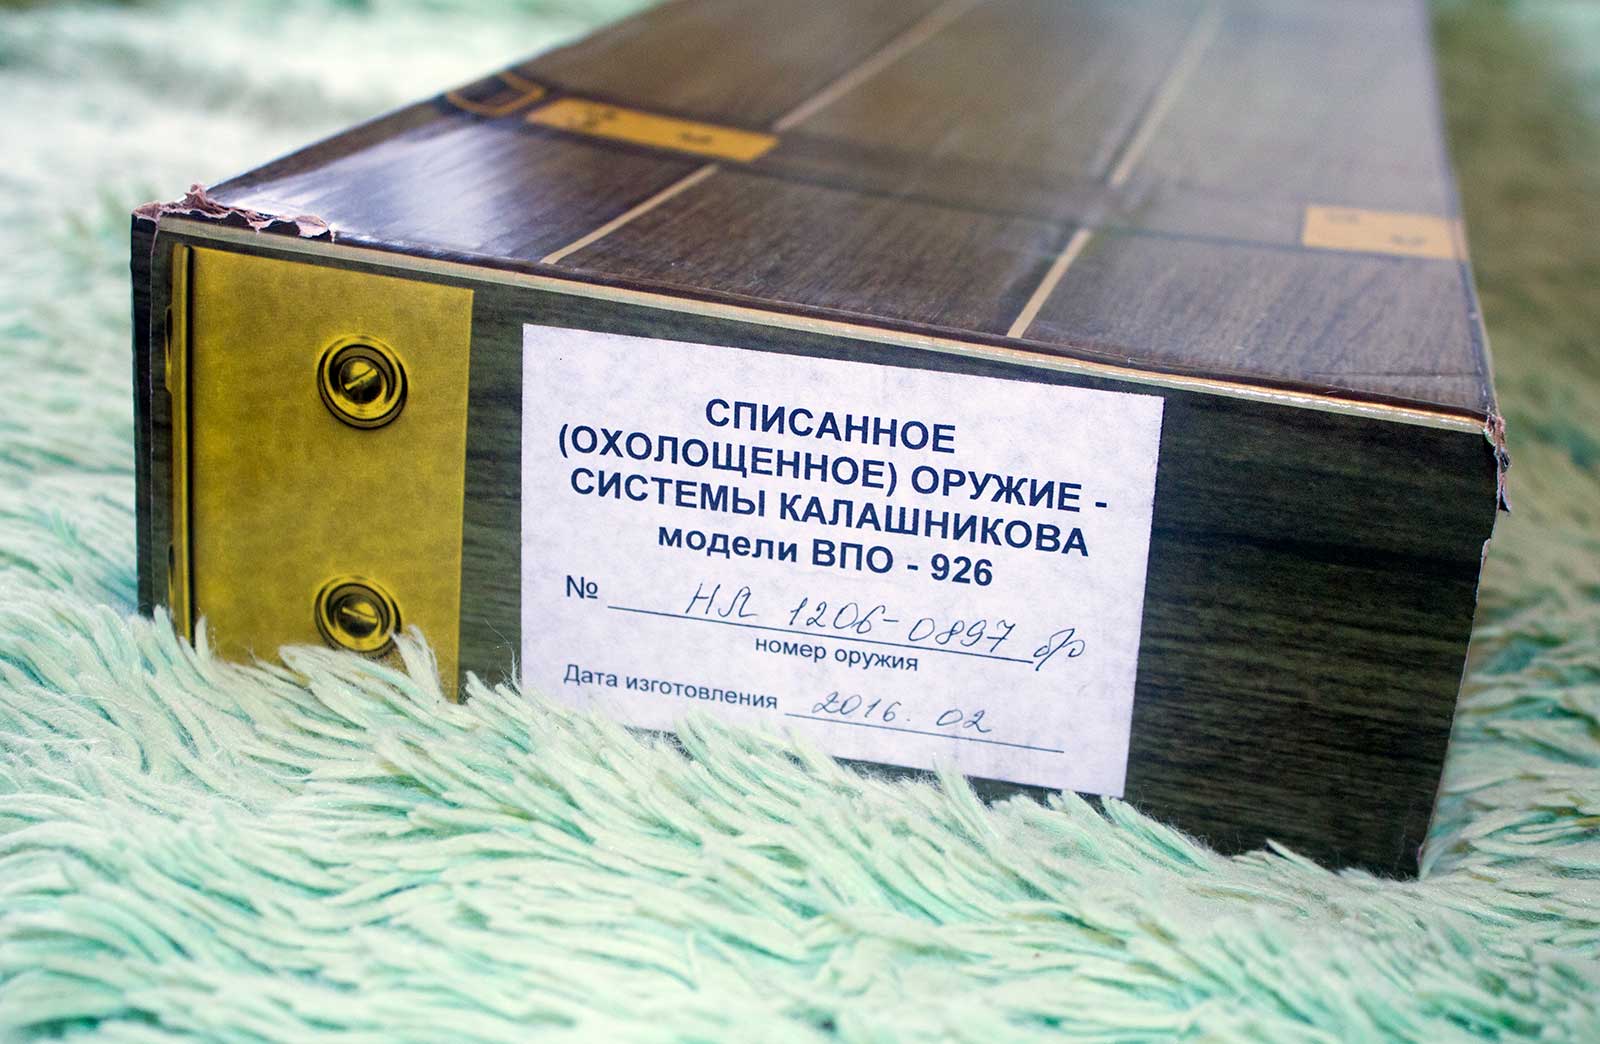 СПИСАННОЕ
(ОХОЛОЩЕННОЕ) ОРУЖИЕ -
СИСТЕМЫ КАЛАШНИКОВА
модели ВПО - 926
№ НЛ 1206-0897
номер оружия
Дата изготовления 2016. 02